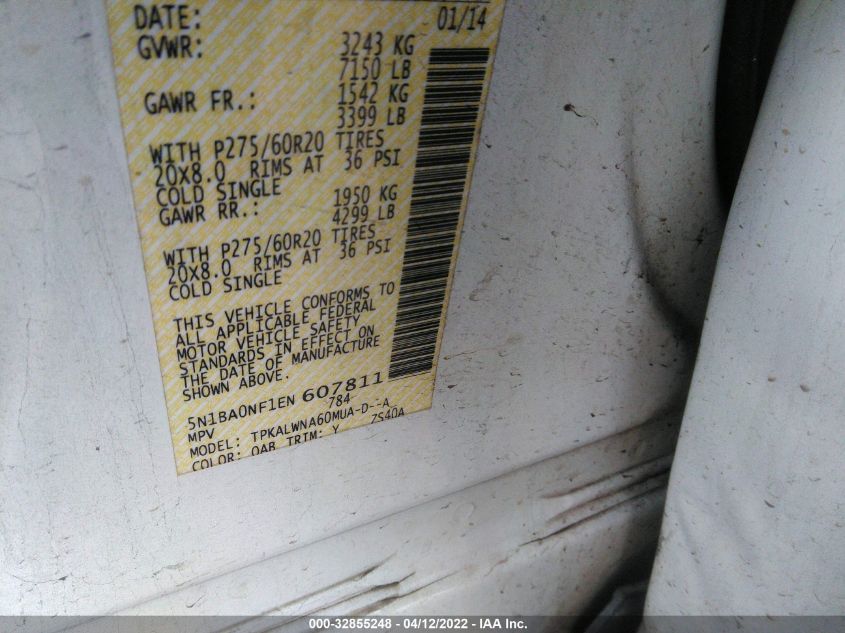 DATE: 01/14
GVWR: 3243 KG
7150 LB
GAWR FR.: 1542 KG
3399 LB
WITH P275/60R20 TIRES
20X8.0 RIMS AT 36 PSI
COLD SINGLE
GAWR RR.: 1950 KG
4299 LB
WITH P275/60R20 TIRES
20X8.0 RIMS AT 36 PSI
COLD SINGLE
THIS VEHICLE CONFORMS TO
ALL APPLICABLE FEDERAL
MOTOR VEHICLE SAFETY
STANDARDS IN EFFECT ON
THE DATE OF MANUFACTURE
SHOWN ABOVE.
5N1BA0NF1EN 607811
MPV 784
MODEL: TPKALWNA60MUA-D--A
COLOR: QAB TRIM: Y ZS40A
000-32855248 - 04/12/2022 - IAA Inc.